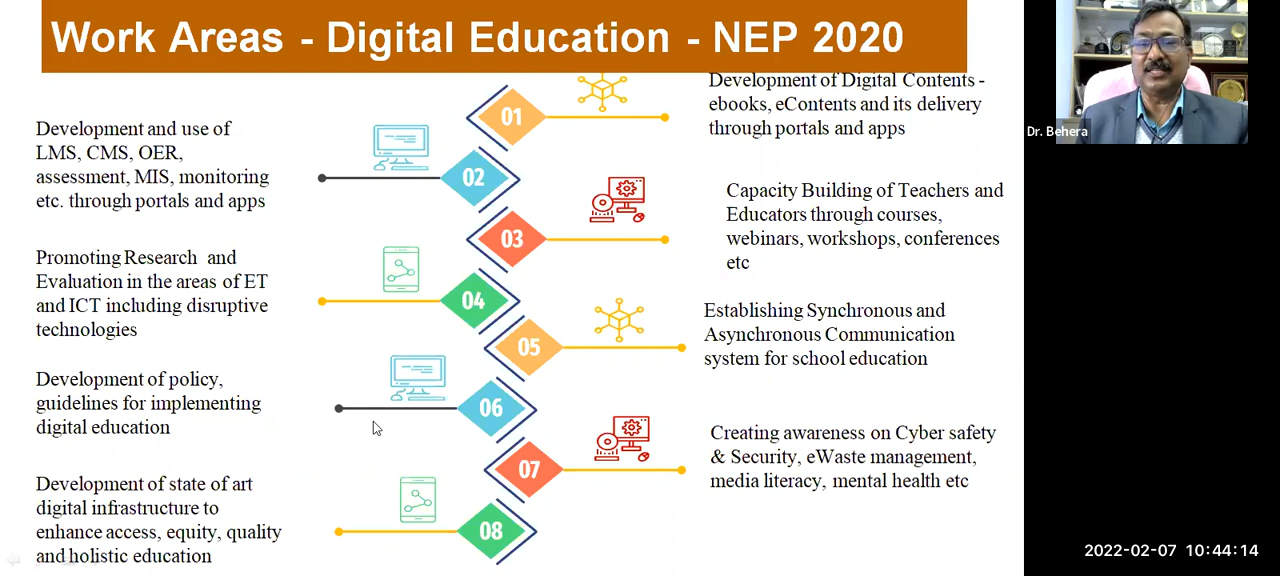 Work Areas - Digital Education - NEP 2020
01
Development of Digital Contents -
ebooks, eContents and its delivery
through portals and apps
Development and use of
LMS, CMS, OER,
assessment, MIS, monitoring
etc. through portals and apps
02
03
Capacity Building of Teachers and
Educators through courses,
webinars, workshops, conferences
etc
Promoting Research and
Evaluation in the areas of ET
and ICT including disruptive
technologies
04
05
Establishing Synchronous and
Asynchronous Communication
system for school education
Development of policy,
guidelines for implementing
digital education
06
07
Creating awareness on Cyber safety
& Security, eWaste management,
media literacy, mental health etc
Development of state of art
digital infrastructure to
enhance access, equity, quality
and holistic education
08
Dr. Behera
2022-02-07 10:44:14